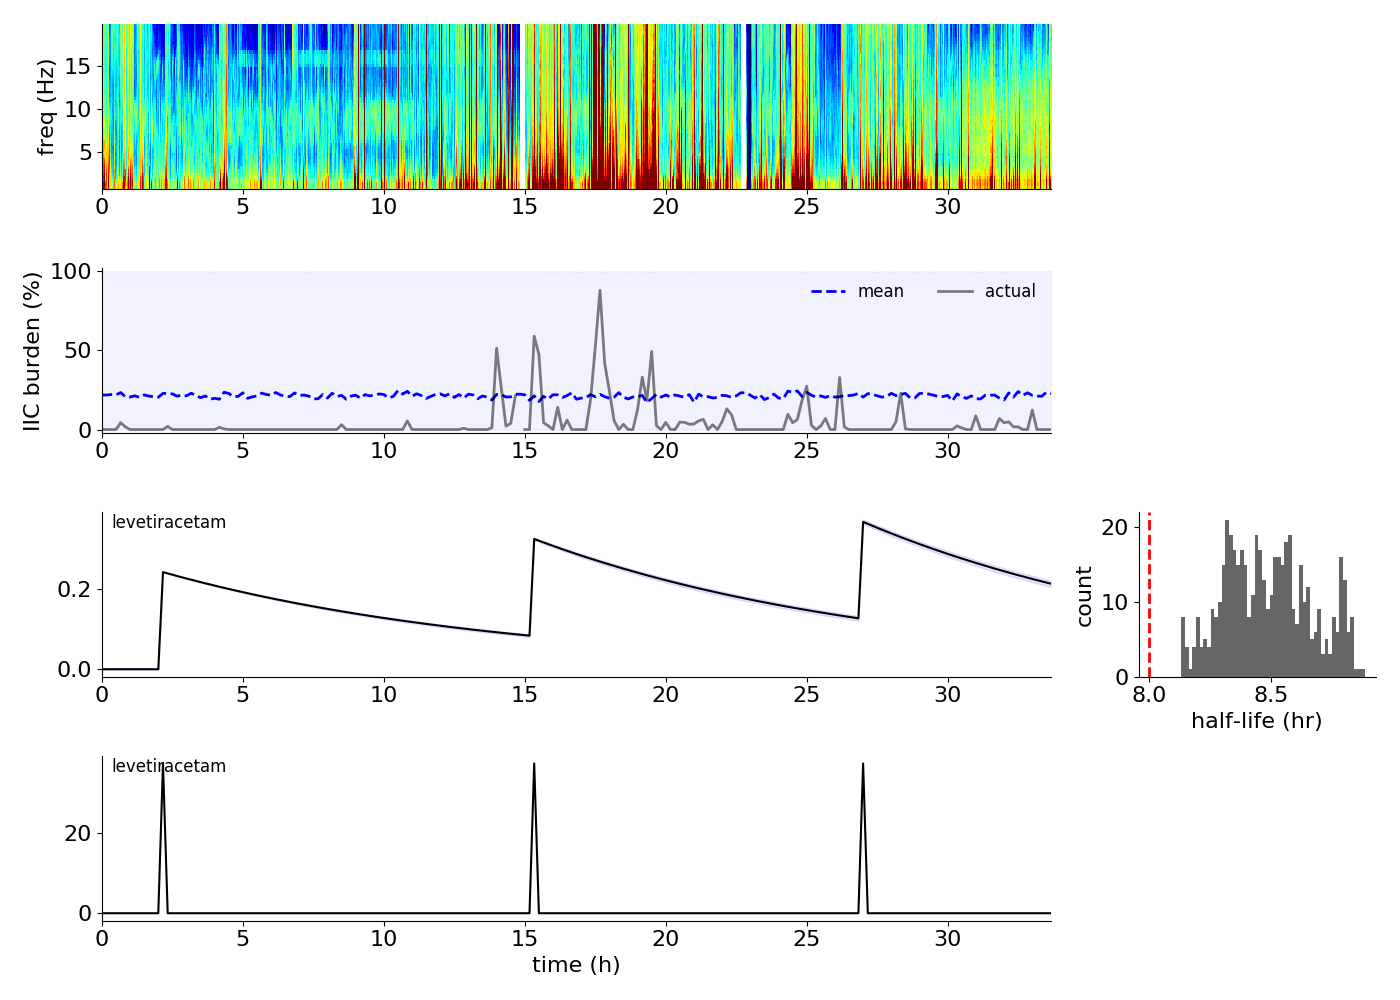 freq (Hz)
15
10
5
0 5 10 15 20 25 30
IIC burden (%)
100
50
0
mean actual
0 5 10 15 20 25 30
levetiracetam
0.2
0.0
0 5 10 15 20 25 30
count
20
10
0
8.0 8.5
half-life (hr)
levetiracetam
20
0
0 5 10 15 20 25 30
time (h)